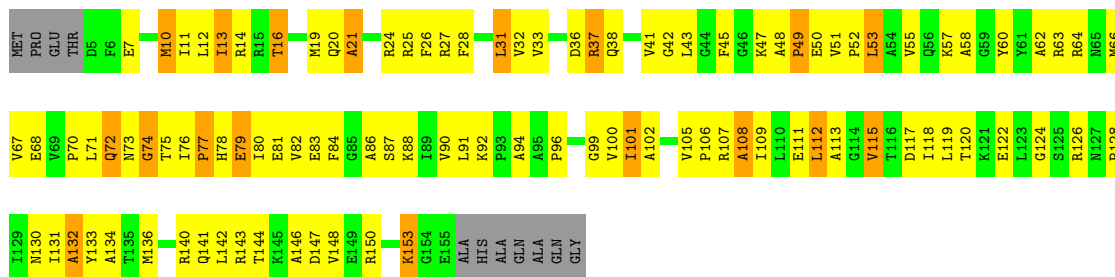 MET PRO GLU THR D5 F6 E7 M10 I11 L12 I13 R14 R15 T16 M19 Q20 A21 R24 R25 F26 R27 F28 L31 V32 V33 D36 R37 Q38 V41 G42 L43 G44 F45 G46 K47 A48 P49 E50 V51 P52 L53 A54 V55 Q56 K57 A58 G59 Y60 Y61 A62 R63 R64 N65 M66
V67 E68 V69 P70 L71 Q72 N73 G74 T75 I76 P77 H78 E79 I80 E81 V82 E83 F84 G85 A86 S87 K88 I89 V90 L91 K92 P93 A94 A95 P96 G99 V100 I101 A102 V105 P106 R107 A108 I109 L110 E111 L112 A113 G114 V115 T116 D117 I118 L119 T120 K121 E122 L123 G124 S125 R126 N127 P128
I129 N130 I131 A132 Y133 A134 T135 M136 R140 Q141 L142 R143 T144 K145 A146 D147 V148 E149 R150 K153 G154 E155 ALA HIS ALA GLN ALA GLN GLY